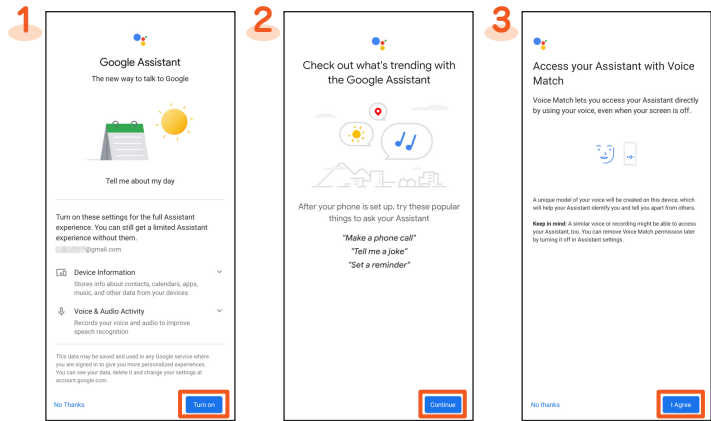 1
Google Assistant
The new way to talk to Google
Tell me about my day
Turn on these settings for the full Assistant
experience. You can still get a limited Assistant
experience without them.
@gmail.com
Device Information
Stores info about contacts, calendars, apps,
music, and other data from your devices
Voice & Audio Activity
Records your voice and audio to improve
speech recognition
This data may be saved and used in any Google service where
you are signed in to give you more personalized experiences.
You can see your data, delete it and change your settings at
account.google.com.
No Thanks
Turn on
2
Check out what's trending with
the Google Assistant
After your phone is set up, try these popular
things to ask your Assistant
"Make a phone call"
"Tell me a joke"
"Set a reminder"
Continue
3
Access your Assistant with Voice
Match
Voice Match lets you access your Assistant directly
by using your voice, even when your screen is off.
A unique model of your voice will be created on this device, which
will help your Assistant identify you and tell you apart from others.
Keep in mind: A similar voice or recording might be able to access
your Assistant, too. You can remove Voice Match permission later
by turning it off in Assistant settings.
No thanks
I Agree